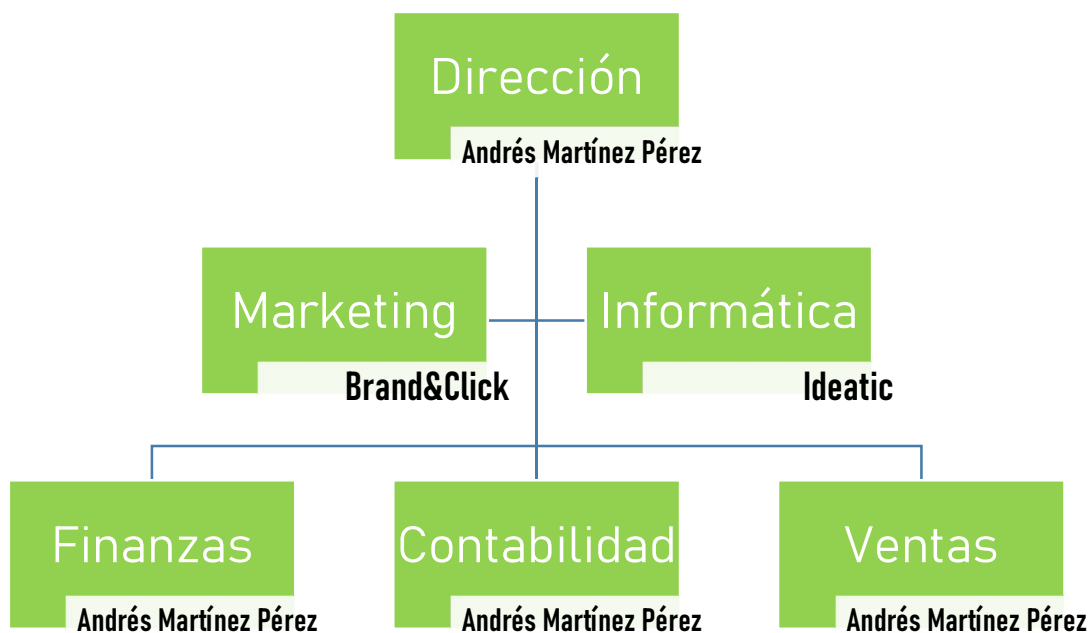 Dirección
Andrés Martínez Pérez
Marketing
Brand&Click
Informática
Ideatic
Finanzas
Andrés Martínez Pérez
Contabilidad
Andrés Martínez Pérez
Ventas
Andrés Martínez Pérez